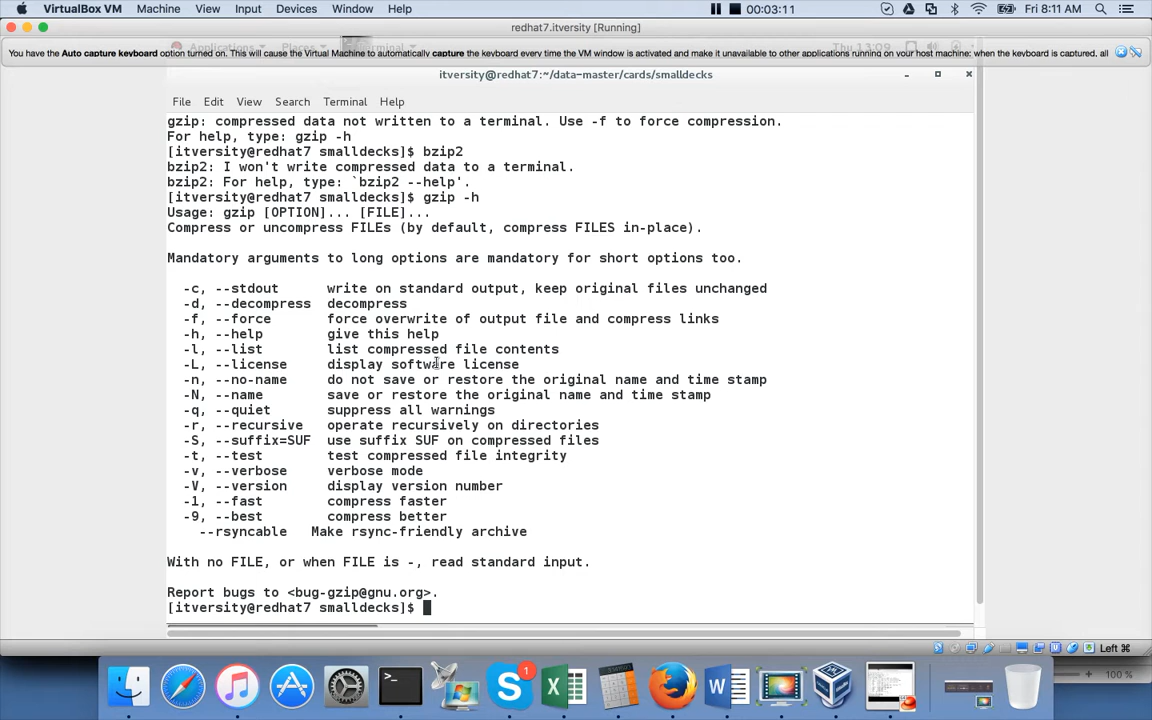 VirtualBox VM Machine View Input Devices Window Help 00:03:11 Fri 8:11 AM
redhat7.itversity [Running]
Applications Places Terminal Thu 13:09
You have the Auto capture keyboard option turned on. This will cause the Virtual Machine to automatically capture the keyboard every time the VM window is activated and make it unavailable to other applications running on your host machine: when the keyboard is captured, all
itversity@redhat7:~/data-master/cards/smalldecks
File Edit View Search Terminal Help
gzip: compressed data not written to a terminal. Use -f to force compression.
For help, type: gzip -h
[itversity@redhat7 smalldecks]$ bzip2
bzip2: I won't write compressed data to a terminal.
bzip2: For help, type: `bzip2 --help'.
[itversity@redhat7 smalldecks]$ gzip -h
Usage: gzip [OPTION]... [FILE]...
Compress or uncompress FILEs (by default, compress FILES in-place).
Mandatory arguments to long options are mandatory for short options too.
-c, --stdout write on standard output, keep original files unchanged
-d, --decompress decompress
-f, --force force overwrite of output file and compress links
-h, --help give this help
-l, --list list compressed file contents
-L, --license display software license
-n, --no-name do not save or restore the original name and time stamp
-N, --name save or restore the original name and time stamp
-q, --quiet suppress all warnings
-r, --recursive operate recursively on directories
-S, --suffix=SUF use suffix SUF on compressed files
-t, --test test compressed file integrity
-v, --verbose verbose mode
-V, --version display version number
-1, --fast compress faster
-9, --best compress better
--rsyncable Make rsync-friendly archive
With no FILE, or when FILE is -, read standard input.
Report bugs to <bug-gzip@gnu.org>.
[itversity@redhat7 smalldecks]$
Left ⌘
1
100 %